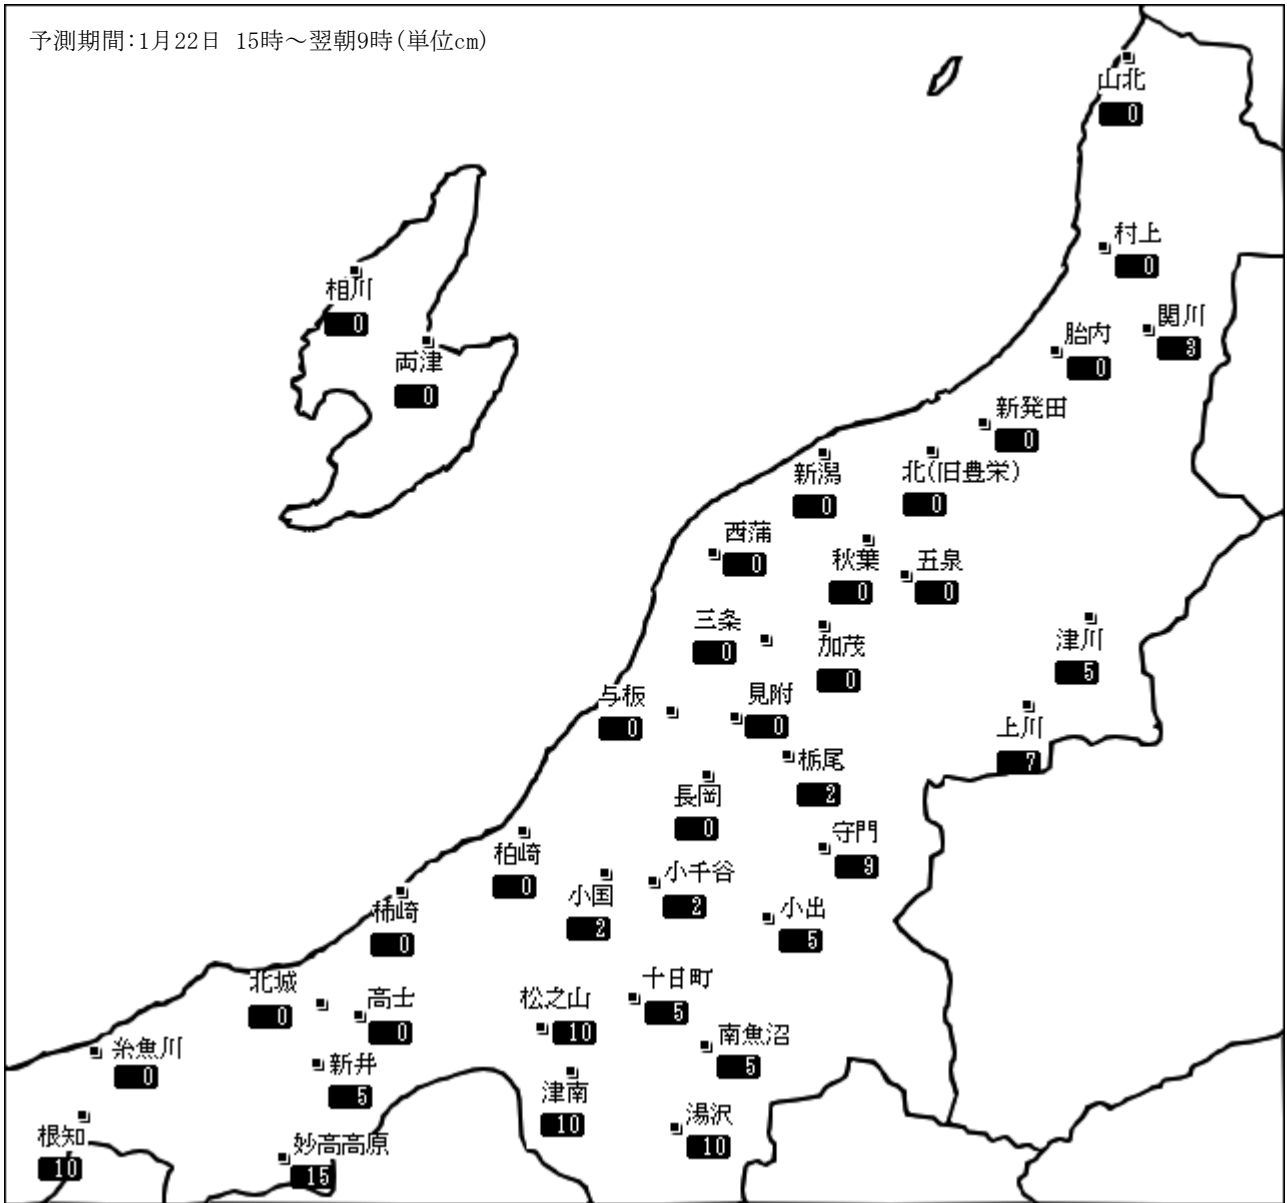 予測期間:1月22日 15時～翌朝9時(単位cm)
山北
0
村上
0
関川
3
胎内
0
相川
0
両津
0
新発田
0
新潟
0
北(旧豊栄)
0
西蒲
0
秋葉
0
五泉
0
三条
0
加茂
0
津川
5
与板
0
見附
0
上川
7
栃尾
2
長岡
0
守門
9
柏崎
0
小国
2
小千谷
2
小出
5
柿崎
0
北城
0
高士
0
松之山
10
十日町
5
南魚沼
5
糸魚川
0
新井
5
津南
10
湯沢
10
根知
10
妙高高原
15